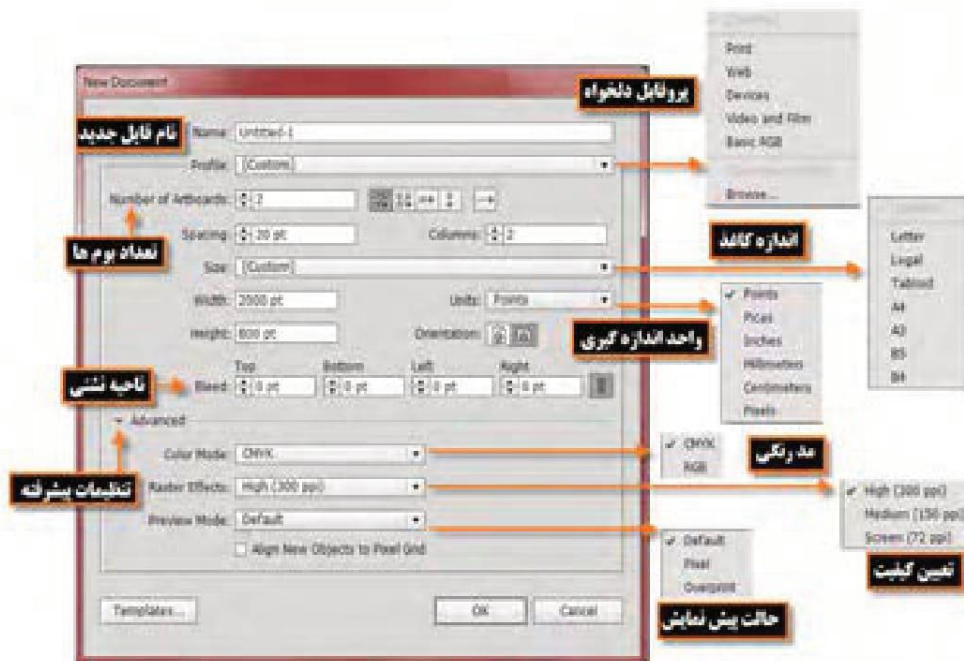 New Document
نام فایل جدید
Name: Untitled-1
Profile: [Custom]
پروفایل دلخواه
Print
Web
Devices
Video and Film
Basic RGB
Browse...
Number of Artboards: 2
تعداد بوم ها
Spacing: 20 pt
Columns: 2
Size: [Custom]
اندازه کاغذ
Letter
Legal
Tabloid
A4
A3
B5
B4
Width: 2000 pt
Units: Points
واحد اندازه گیری
Points
Picas
Inches
Millimeters
Centimeters
Pixels
Height: 800 pt
Orientation:
Top Bottom Left Right
ناحیه نشتی
Bleed: 0 pt 0 pt 0 pt 0 pt
Advanced
تنظیمات پیشرفته
Color Mode: CMYK
CMYK
RGB
مد رنگی
Raster Effects: High (300 ppi)
High (300 ppi)
Medium (150 ppi)
Screen (72 ppi)
تعیین کیفیت
Preview Mode: Default
Default
Pixel
Overprint
حالت پیش نمایش
Align New Objects to Pixel Grid
Templates...
OK
Cancel